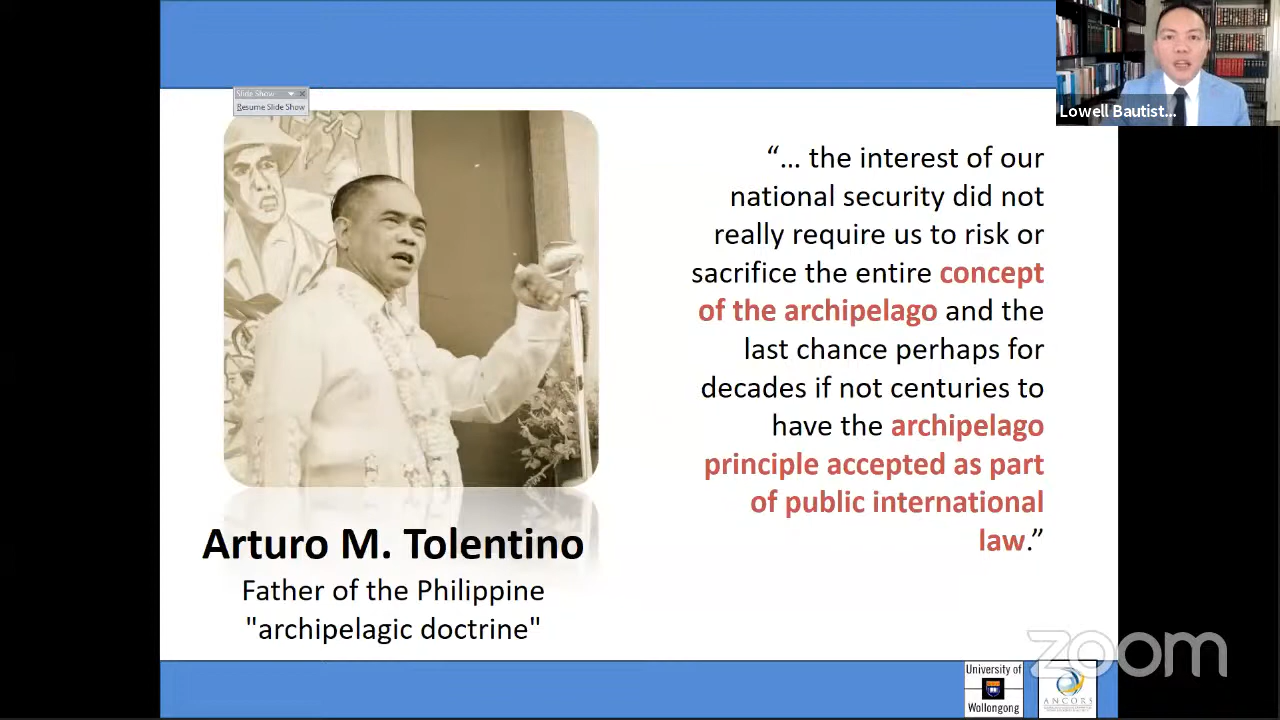 Slide Show
Resume Slide Show
Lowell Bautist...
“... the interest of our
national security did not
really require us to risk or
sacrifice the entire concept
of the archipelago and the
last chance perhaps for
decades if not centuries to
have the archipelago
principle accepted as part
of public international
law.”
Arturo M. Tolentino
Father of the Philippine
"archipelagic doctrine"
zoom
University of
Wollongong
ANCORS